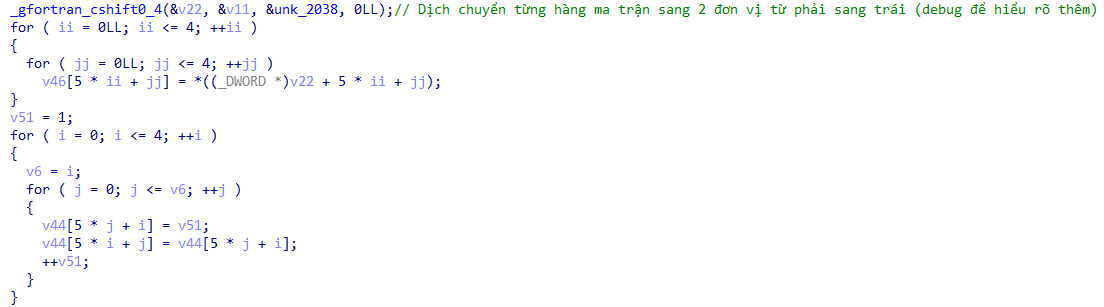 _gfortran_cshift0_4(&v22, &v11, &unk_2038, 0LL);// Dịch chuyển từng hàng ma trận sang 2 đơn vị từ phải sang trái (debug để hiểu rõ thêm)
for ( ii = 0LL; ii <= 4; ++ii )
{
for ( jj = 0LL; jj <= 4; ++jj )
v46[5 * ii + jj] = *((_DWORD *)v22 + 5 * ii + jj);
}
v51 = 1;
for ( i = 0; i <= 4; ++i )
{
v6 = i;
for ( j = 0; j <= v6; ++j )
{
v44[5 * j + i] = v51;
v44[5 * i + j] = v44[5 * j + i];
++v51;
}
}